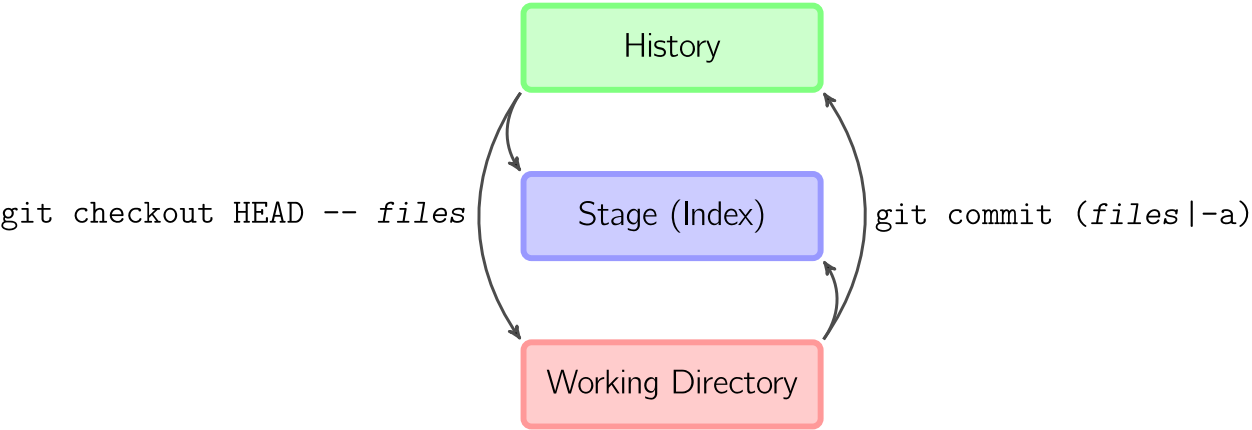 History
git checkout HEAD -- files
Stage (Index)
git commit (files|-a)
Working Directory